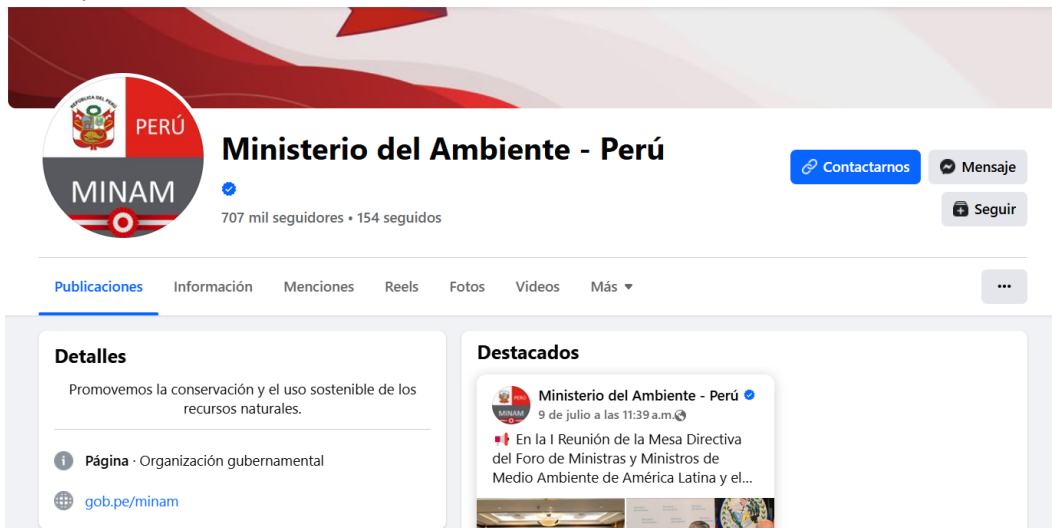 REPÚBLICA DEL PERÚ
PERÚ
MINAM
Ministerio del Ambiente - Perú
707 mil seguidores • 154 seguidos
Contactarnos
Mensaje
Seguir
Publicaciones Información Menciones Reels Fotos Videos Más
Detalles
Promovemos la conservación y el uso sostenible de los
recursos naturales.
Página · Organización gubernamental
gob.pe/minam
Destacados
PERÚ
MINAM
Ministerio del Ambiente - Perú
9 de julio a las 11:39 a.m.
En la I Reunión de la Mesa Directiva
del Foro de Ministras y Ministros de
Medio Ambiente de América Latina y el...